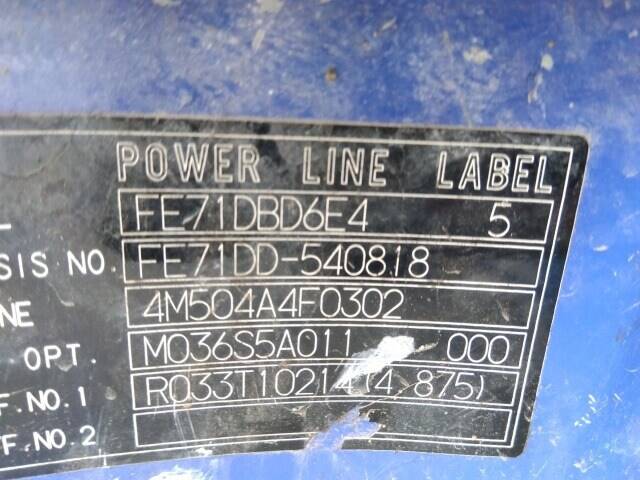 POWER LINE LABEL
L FE71DBD6E4 5
SIS NO. FE71DD-540818
NE 4M504A4F0302
OPT. M036S5A011 000
F.NO.1 R033T10214(4 875)
F.NO.2